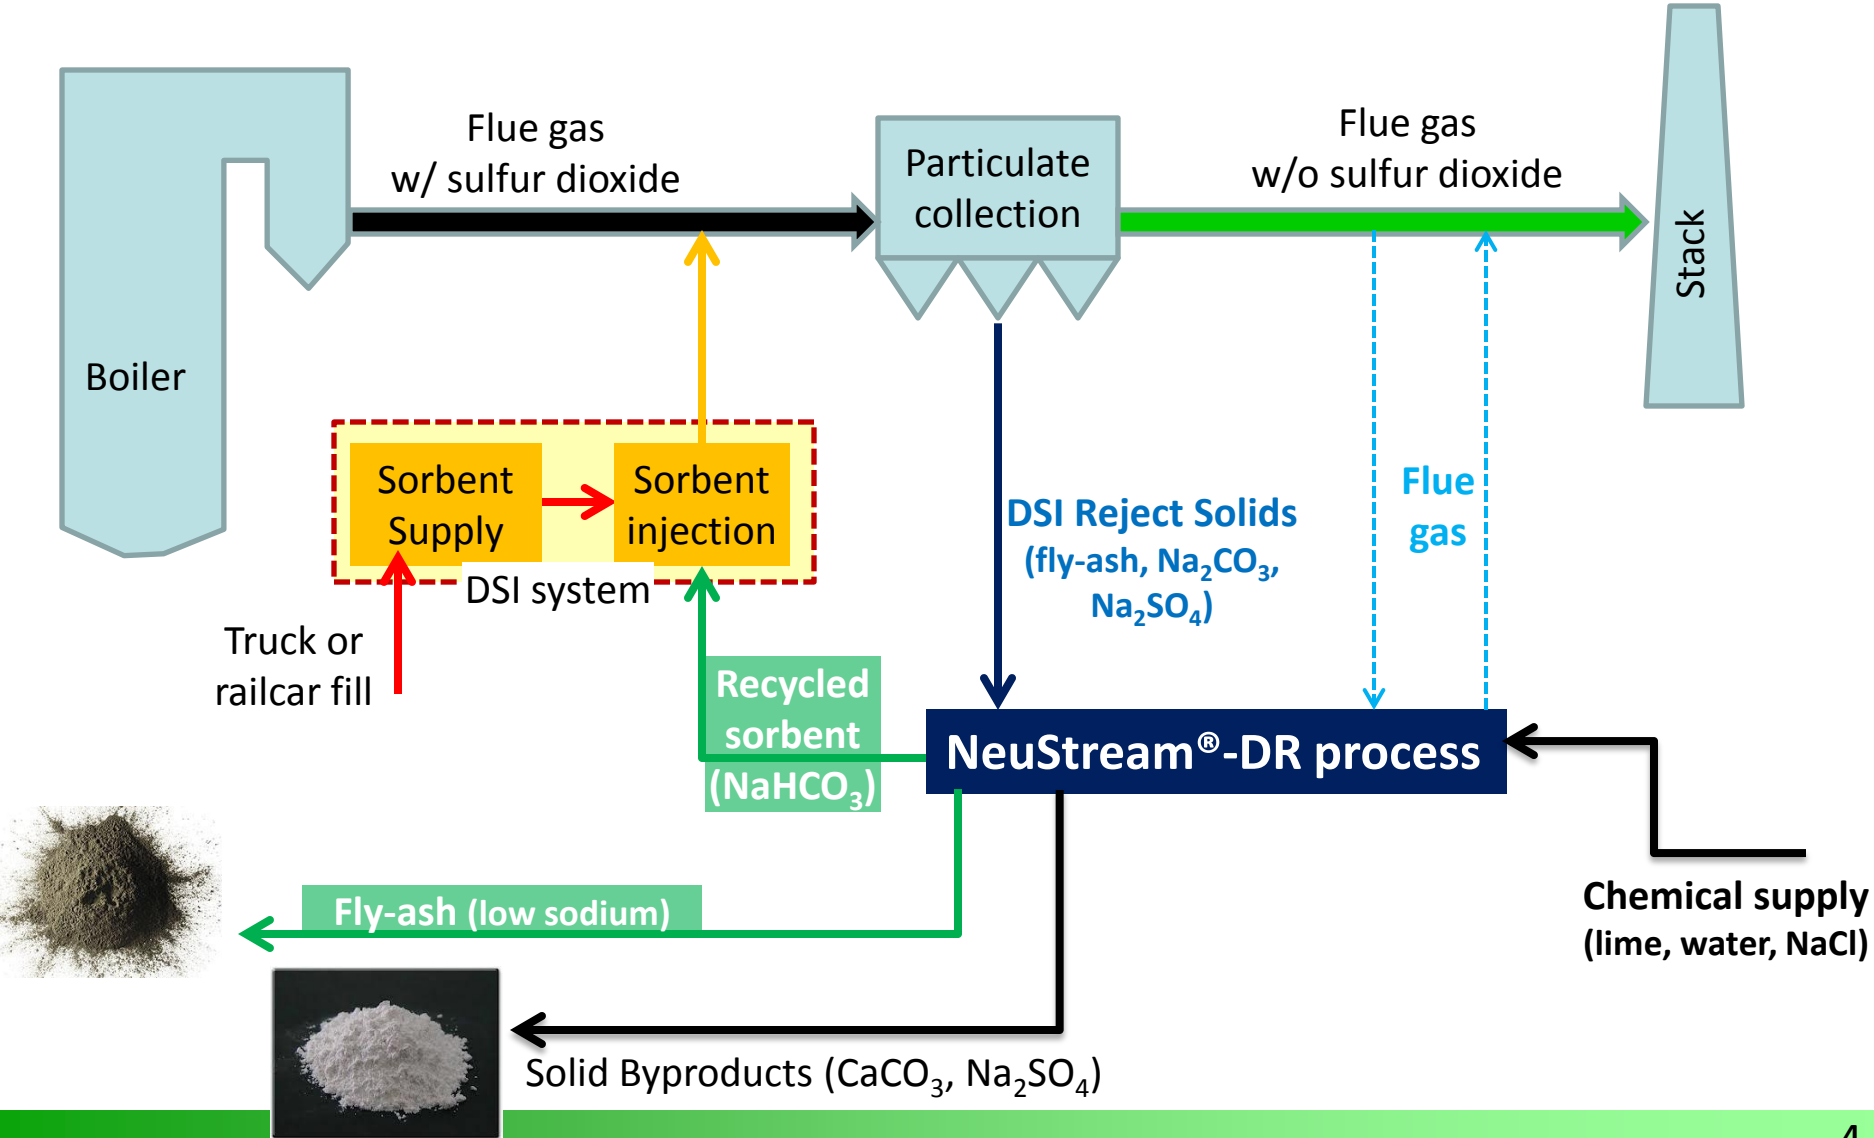 Flue gas
w/ sulfur dioxide
Particulate
collection
Flue gas
w/o sulfur dioxide
Stack
Boiler
Sorbent
Supply
Sorbent
injection
DSI system
Truck or
railcar fill
DSI Reject Solids
(fly-ash, Na₂CO₃,
Na₂SO₄)
Flue
gas
Recycled
sorbent
(NaHCO₃)
NeuStream®-DR process
Chemical supply
(lime, water, NaCl)
Fly-ash (low sodium)
Solid Byproducts (CaCO₃, Na₂SO₄)
4